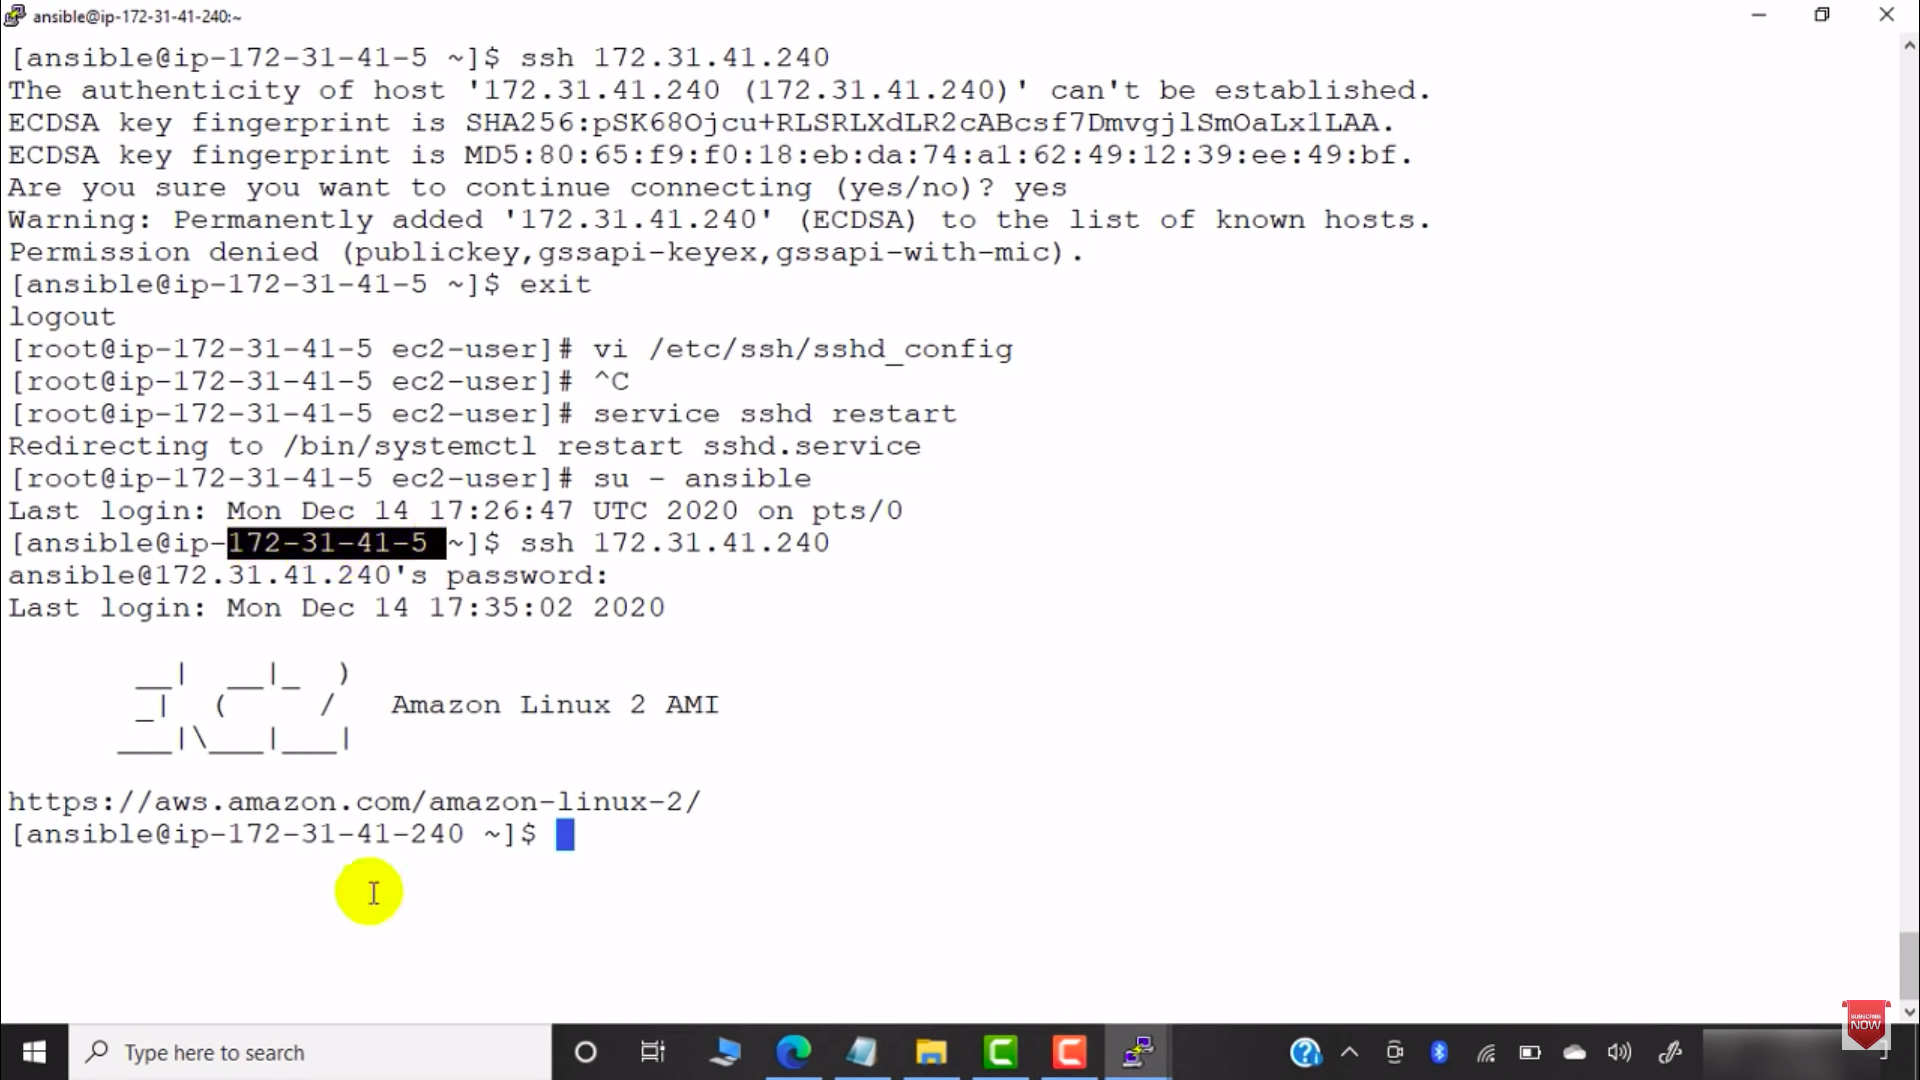 ansible@ip-172-31-41-240:~
[ansible@ip-172-31-41-5 ~]$ ssh 172.31.41.240
The authenticity of host '172.31.41.240 (172.31.41.240)' can't be established.
ECDSA key fingerprint is SHA256:pSK68Ojcu+RLSRLXdLR2cABcsf7DmvgjlSmOaLx1LAA.
ECDSA key fingerprint is MD5:80:65:f9:f0:18:eb:da:74:a1:62:49:12:39:ee:49:bf.
Are you sure you want to continue connecting (yes/no)? yes
Warning: Permanently added '172.31.41.240' (ECDSA) to the list of known hosts.
Permission denied (publickey,gssapi-keyex,gssapi-with-mic).
[ansible@ip-172-31-41-5 ~]$ exit
logout
[root@ip-172-31-41-5 ec2-user]# vi /etc/ssh/sshd_config
[root@ip-172-31-41-5 ec2-user]# ^C
[root@ip-172-31-41-5 ec2-user]# service sshd restart
Redirecting to /bin/systemctl restart sshd.service
[root@ip-172-31-41-5 ec2-user]# su - ansible
Last login: Mon Dec 14 17:26:47 UTC 2020 on pts/0
[ansible@ip-172-31-41-5 ~]$ ssh 172.31.41.240
ansible@172.31.41.240's password:
Last login: Mon Dec 14 17:35:02 2020
       __|  __|_  )
       _|  (     /   Amazon Linux 2 AMI
      ___|\___|___|
https://aws.amazon.com/amazon-linux-2/
[ansible@ip-172-31-41-240 ~]$
SUBSCRIBE
NOW
Type here to search